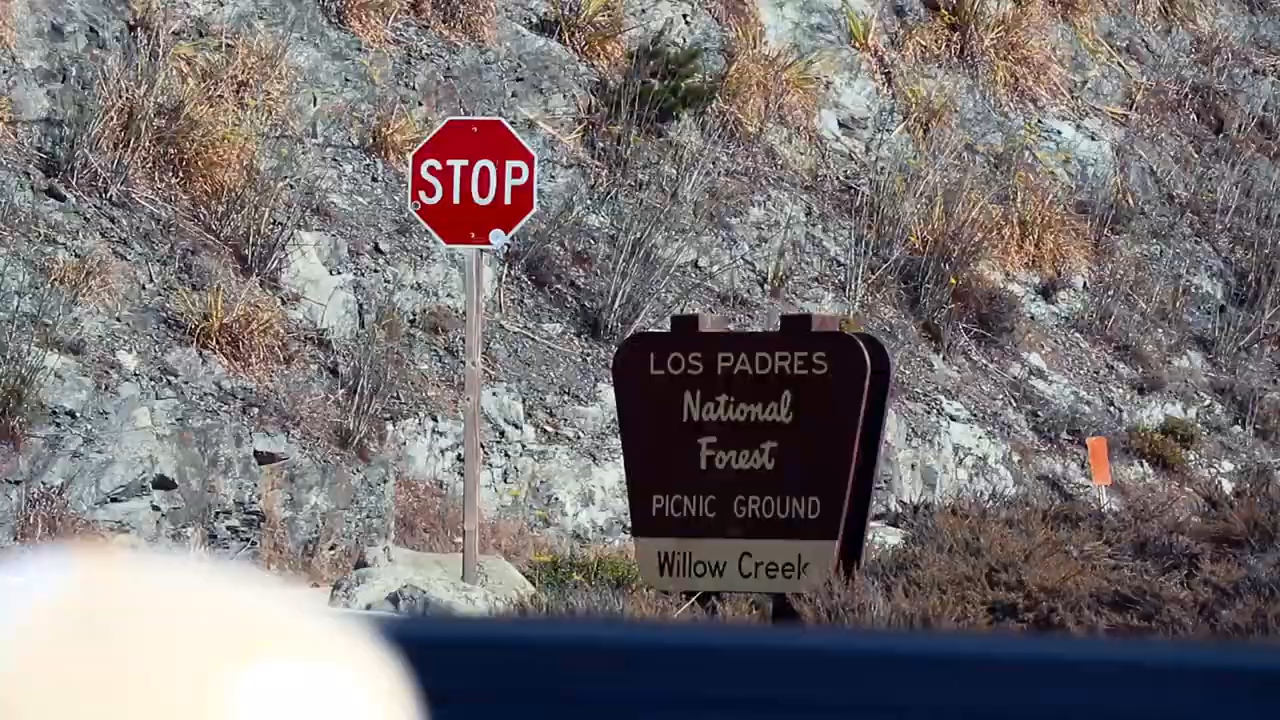 STOP
LOS PADRES
National
Forest
PICNIC GROUND
Willow Creek